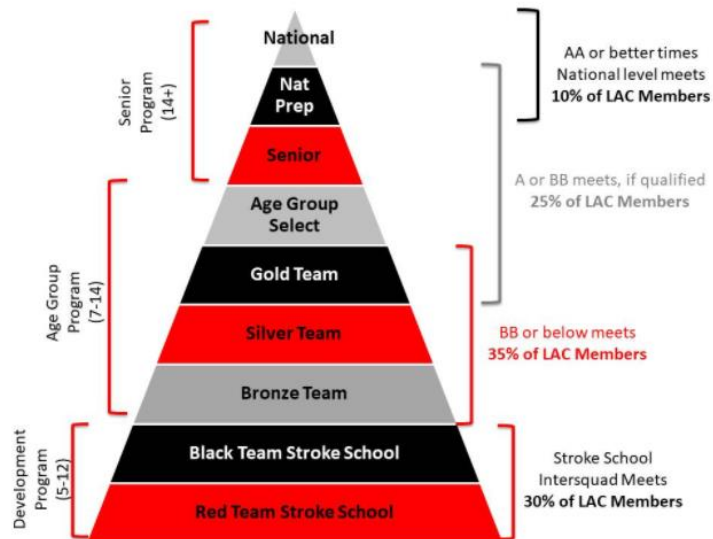 National
Nat
Prep
Senior
Age Group
Select
Gold Team
Silver Team
Bronze Team
Black Team Stroke School
Red Team Stroke School
Senior
Program
(14+)
Age Group
Program
(7-14)
Development
Program
(5-12)
AA or better times
National level meets
10% of LAC Members
A or BB meets, if qualified
25% of LAC Members
BB or below meets
35% of LAC Members
Stroke School
Intersquad Meets
30% of LAC Members